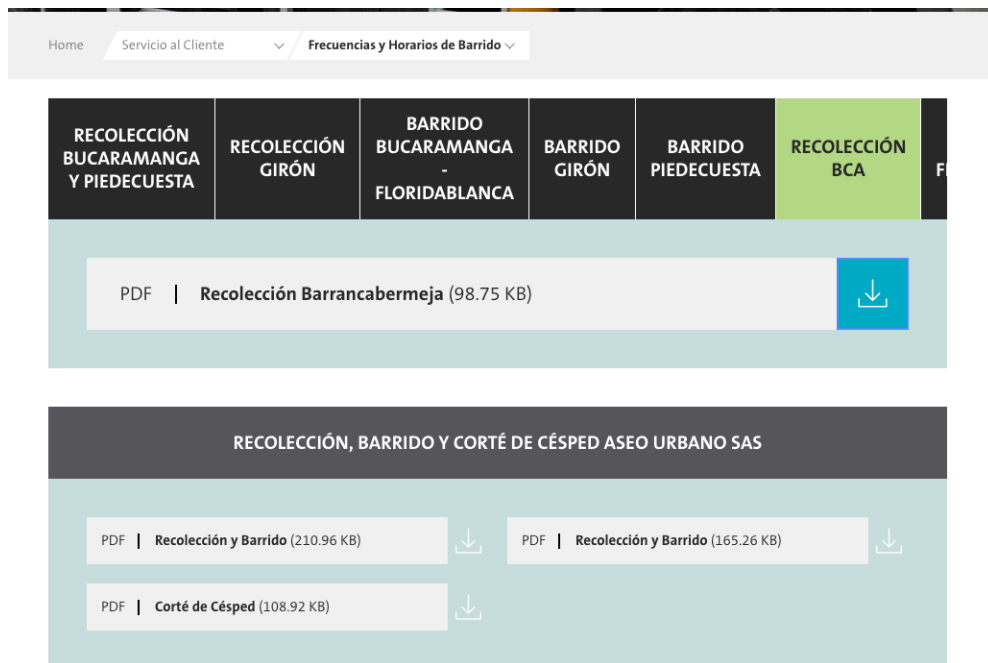 Home
Servicio al Cliente
Frecuencias y Horarios de Barrido
RECOLECCIÓN
BUCARAMANGA
Y PIEDECUESTA
RECOLECCIÓN
GIRÓN
BARRIDO
BUCARAMANGA
-
FLORIDABLANCA
BARRIDO
GIRÓN
BARRIDO
PIEDECUESTA
RECOLECCIÓN
BCA
PDF | Recolección Barrancabermeja (98.75 KB)
RECOLECCIÓN, BARRIDO Y CORTÉ DE CÉSPED ASEO URBANO SAS
PDF | Recolección y Barrido (210.96 KB)
PDF | Recolección y Barrido (165.26 KB)
PDF | Corté de Césped (108.92 KB)